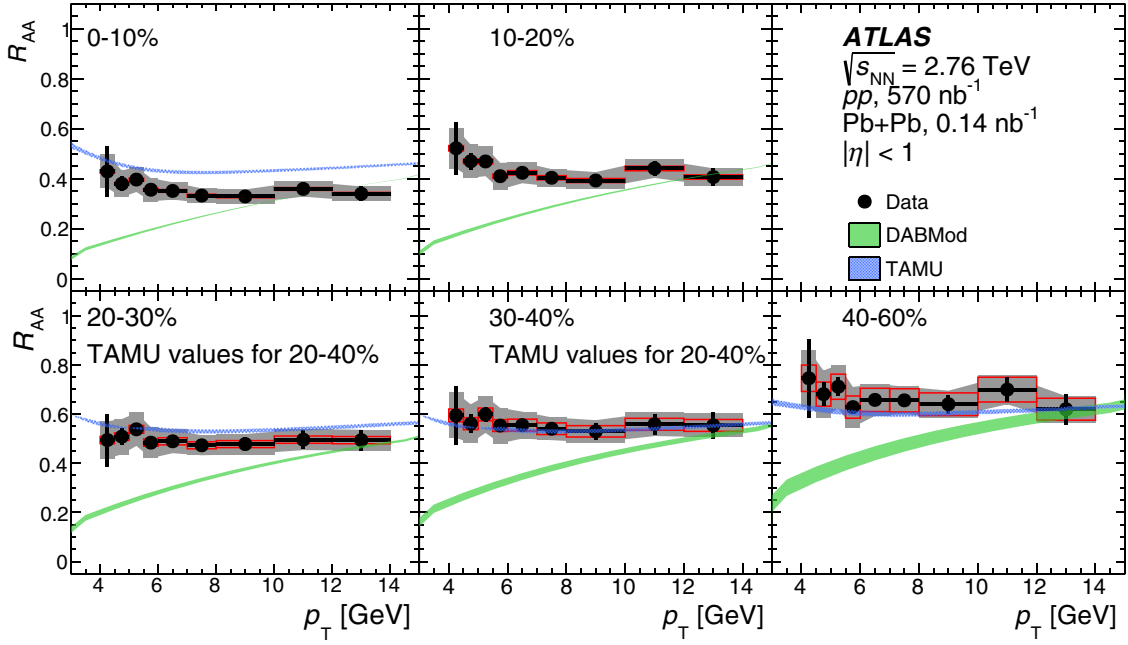 R_AA
1
0.8
0.6
0.4
0.2
0
0-10%
10-20%
ATLAS
√s_NN = 2.76 TeV
pp, 570 nb⁻¹
Pb+Pb, 0.14 nb⁻¹
|η| < 1
Data
DABMod
TAMU
R_AA
1
0.8
0.6
0.4
0.2
0
20-30%
TAMU values for 20-40%
30-40%
TAMU values for 20-40%
40-60%
4 6 8 10 12 14
4 6 8 10 12 14
4 6 8 10 12 14
p_T [GeV]
p_T [GeV]
p_T [GeV]